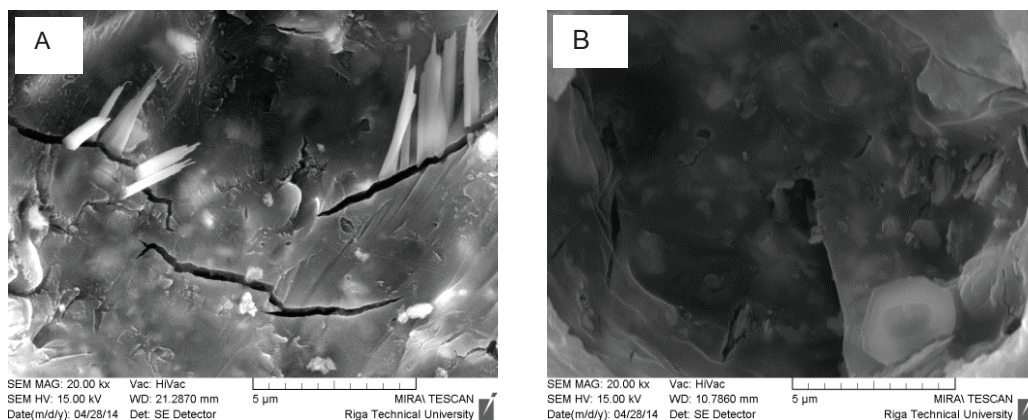 A
SEM MAG: 20.00 kx Vac: HiVac
SEM HV: 15.00 kV WD: 21.2870 mm 5 µm MIRA\ TESCAN
Date(m/d/y): 04/28/14 Det: SE Detector Riga Technical University
B
SEM MAG: 20.00 kx Vac: HiVac
SEM HV: 15.00 kV WD: 10.7860 mm 5 µm MIRA\ TESCAN
Date(m/d/y): 04/28/14 Det: SE Detector Riga Technical University